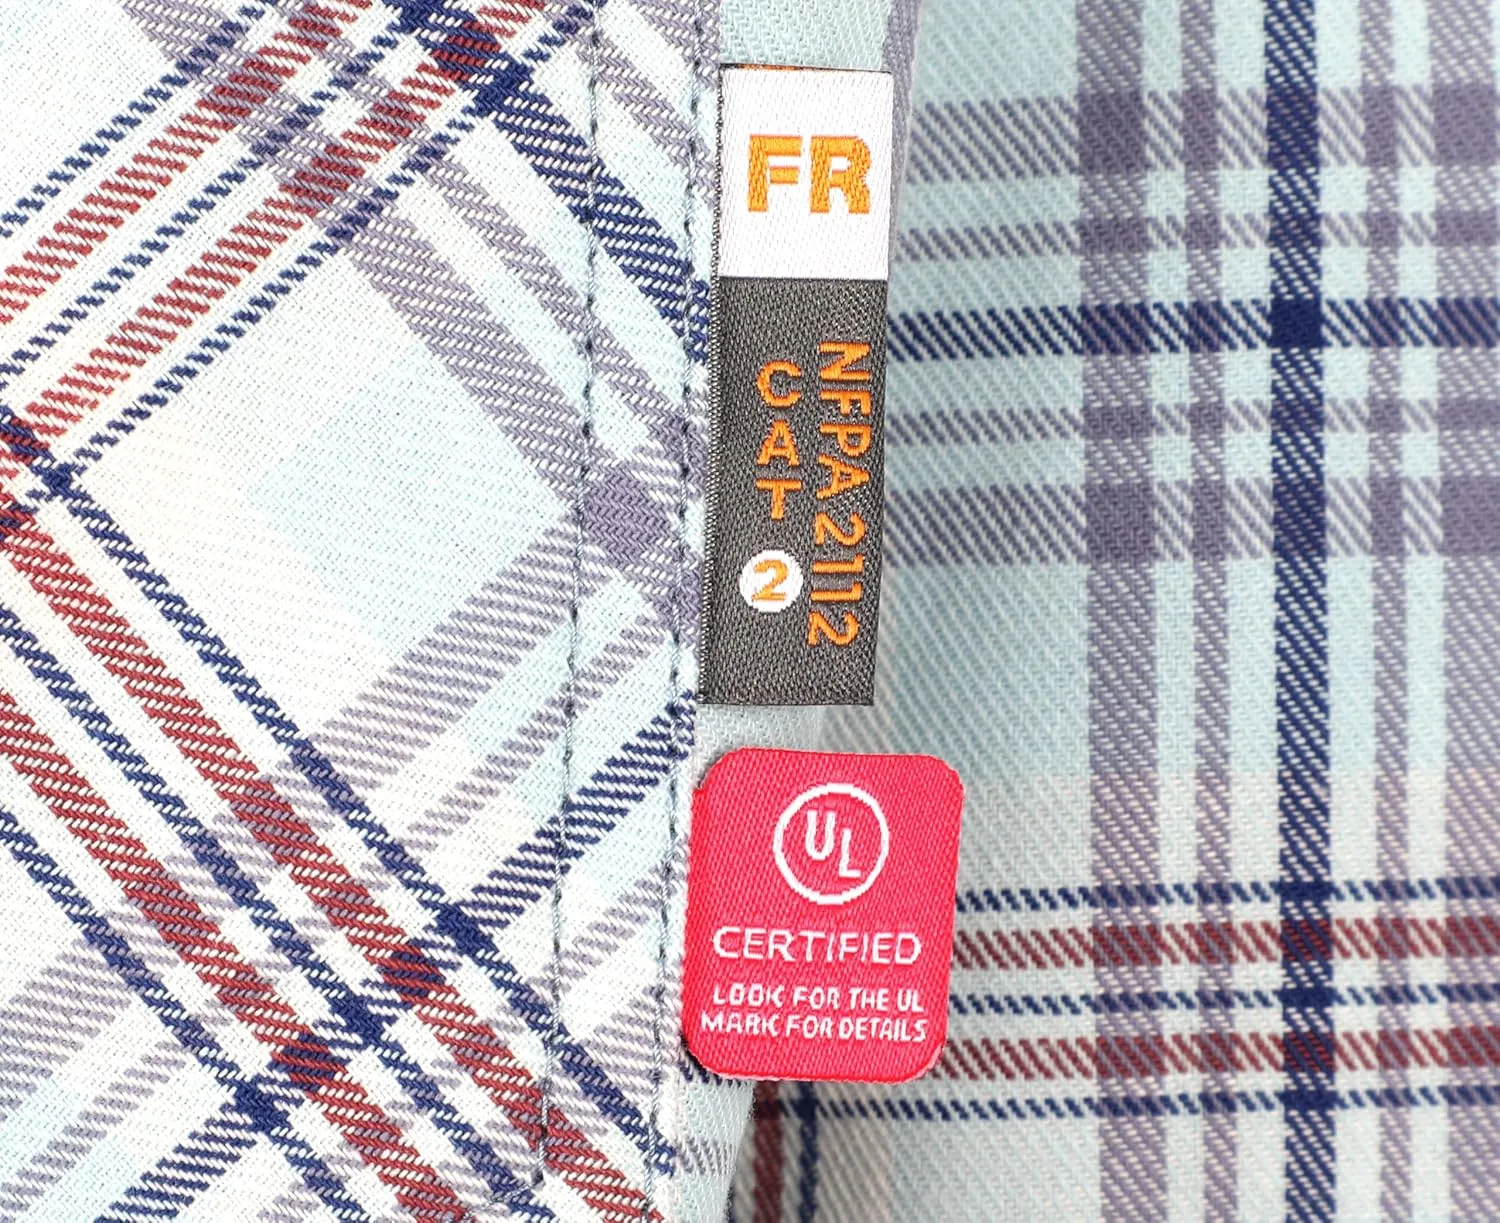 FR
NFPA 2112
CAT 2
UL
CERTIFIED
LOOK FOR THE UL
MARK FOR DETAILS